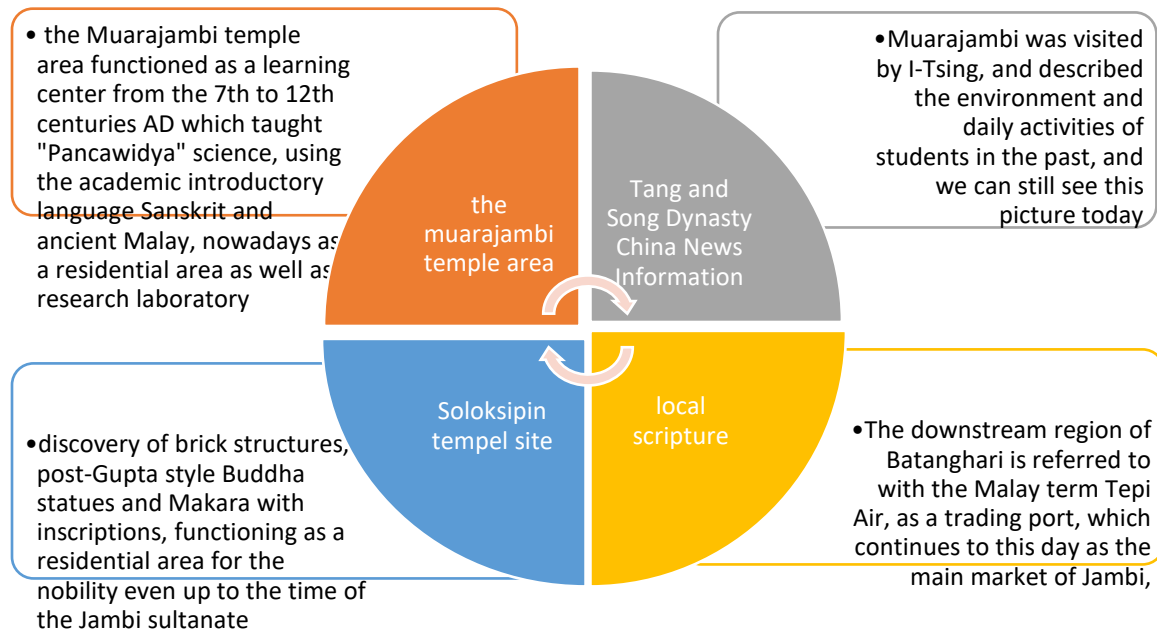 • the Muarajambi temple
area functioned as a learning
center from the 7th to 12th
centuries AD which taught
"Pancawidya" science, using
the academic introductory
language Sanskrit and
ancient Malay, nowadays as
a residential area as well as
research laboratory
the
muarajambi
temple area
Tang and
Song Dynasty
China News
Information
•Muarajambi was visited
by I-Tsing, and described
the environment and
daily activities of
students in the past, and
we can still see this
picture today
•discovery of brick structures,
post-Gupta style Buddha
statues and Makara with
inscriptions, functioning as a
residential area for the
nobility even up to the time of
the Jambi sultanate
Soloksipin
tempel site
local
scripture
•The downstream region of
Batanghari is referred to
with the Malay term Tepi
Air, as a trading port, which
continues to this day as the
main market of Jambi,